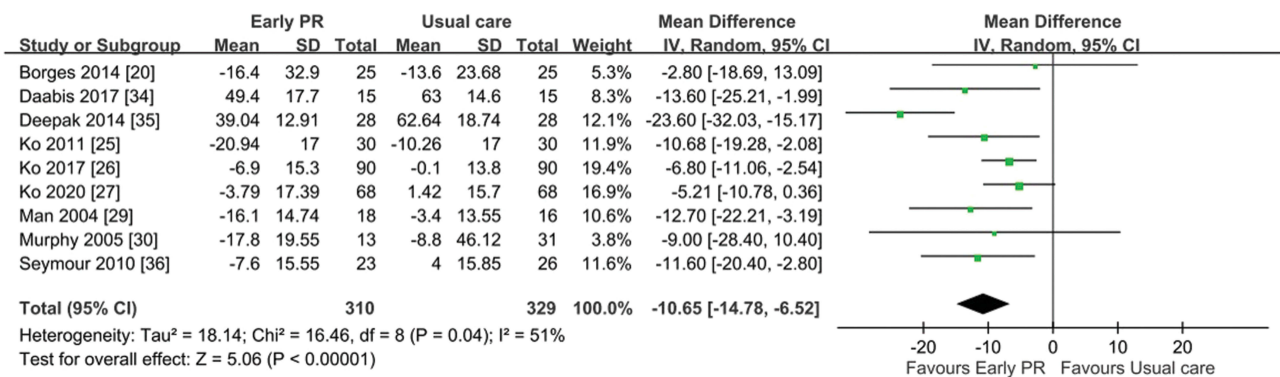 Early PR Usual care Mean Difference Mean Difference
Study or Subgroup Mean SD Total Mean SD Total Weight IV, Random, 95% CI IV, Random, 95% CI
Borges 2014 [20] -16.4 32.9 25 -13.6 23.68 25 5.3% -2.80 [-18.69, 13.09]
Daabis 2017 [34] 49.4 17.7 15 63 14.6 15 8.3% -13.60 [-25.21, -1.99]
Deepak 2014 [35] 39.04 12.91 28 62.64 18.74 28 12.1% -23.60 [-32.03, -15.17]
Ko 2011 [25] -20.94 17 30 -10.26 17 30 11.9% -10.68 [-19.28, -2.08]
Ko 2017 [26] -6.9 15.3 90 -0.1 13.8 90 19.4% -6.80 [-11.06, -2.54]
Ko 2020 [27] -3.79 17.39 68 1.42 15.7 68 16.9% -5.21 [-10.78, 0.36]
Man 2004 [29] -16.1 14.74 18 -3.4 13.55 16 10.6% -12.70 [-22.21, -3.19]
Murphy 2005 [30] -17.8 19.55 13 -8.8 46.12 31 3.8% -9.00 [-28.40, 10.40]
Seymour 2010 [36] -7.6 15.55 23 4 15.85 26 11.6% -11.60 [-20.40, -2.80]
Total (95% CI) 310 329 100.0% -10.65 [-14.78, -6.52]
Heterogeneity: Tau² = 18.14; Chi² = 16.46, df = 8 (P = 0.04); I² = 51%
Test for overall effect: Z = 5.06 (P < 0.00001)
-20 -10 0 10 20
Favours Early PR Favours Usual care